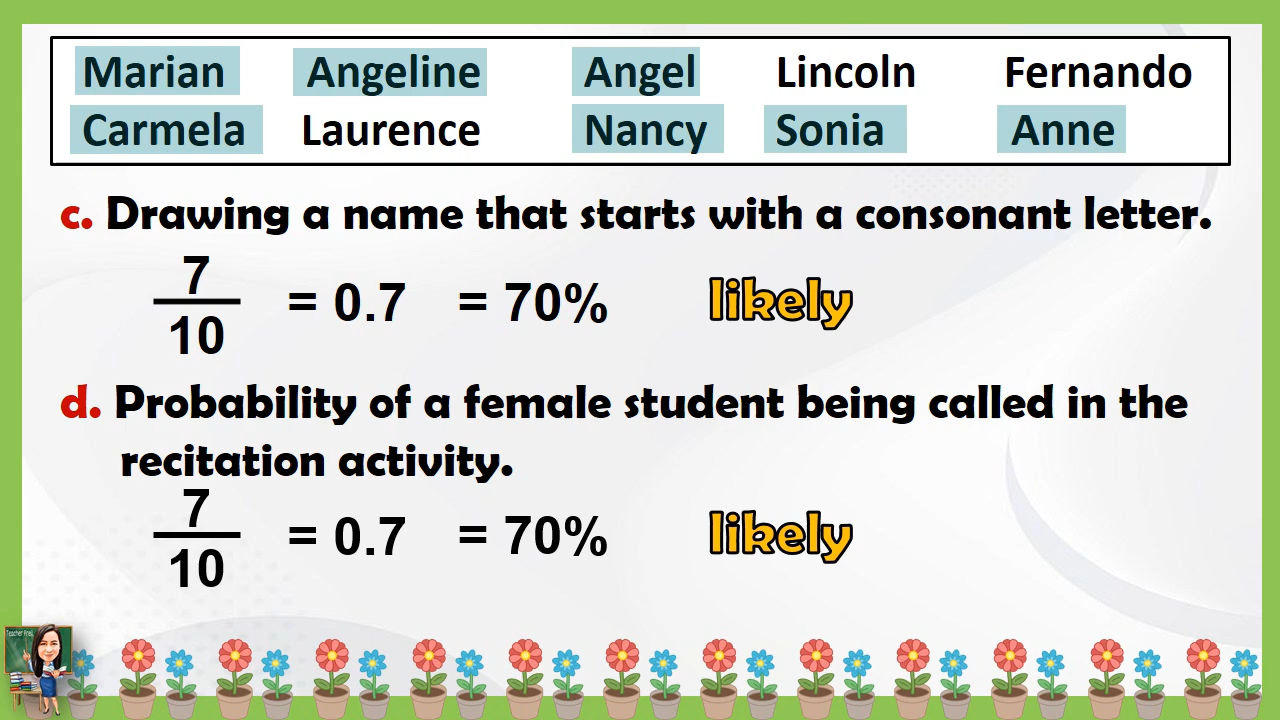 Marian Angeline Angel Lincoln Fernando
Carmela Laurence Nancy Sonia Anne
c. Drawing a name that starts with a consonant letter.
7
10
= 0.7 = 70% likely
d. Probability of a female student being called in the
recitation activity.
7
10
= 0.7 = 70% likely